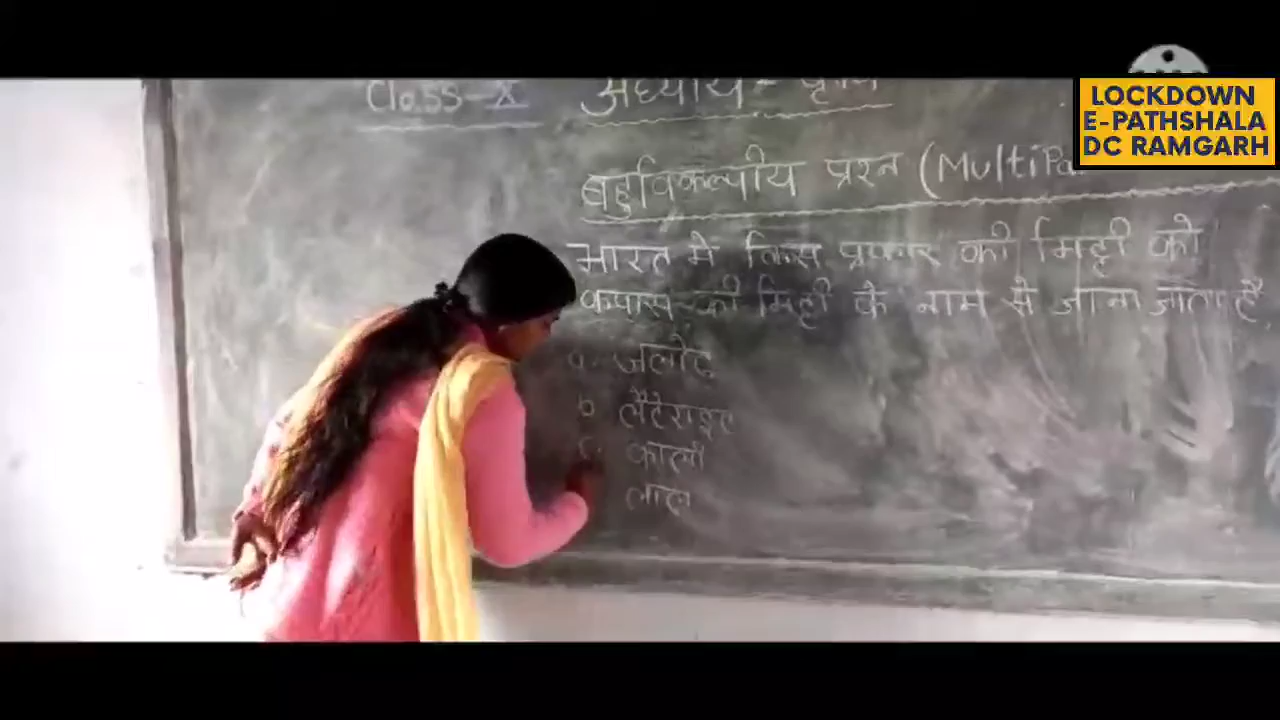 Class-X अध्याय - कृषि
बहुविकल्पीय प्रश्न (Multi
भारत में किस प्रकार की मिट्टी को
कपास की मिट्टी के नाम से जाना जाता है
a. जलोढ़
b. लैटेराइट
c. काली
लाल
LOCKDOWN
E-PATHSHALA
DC RAMGARH